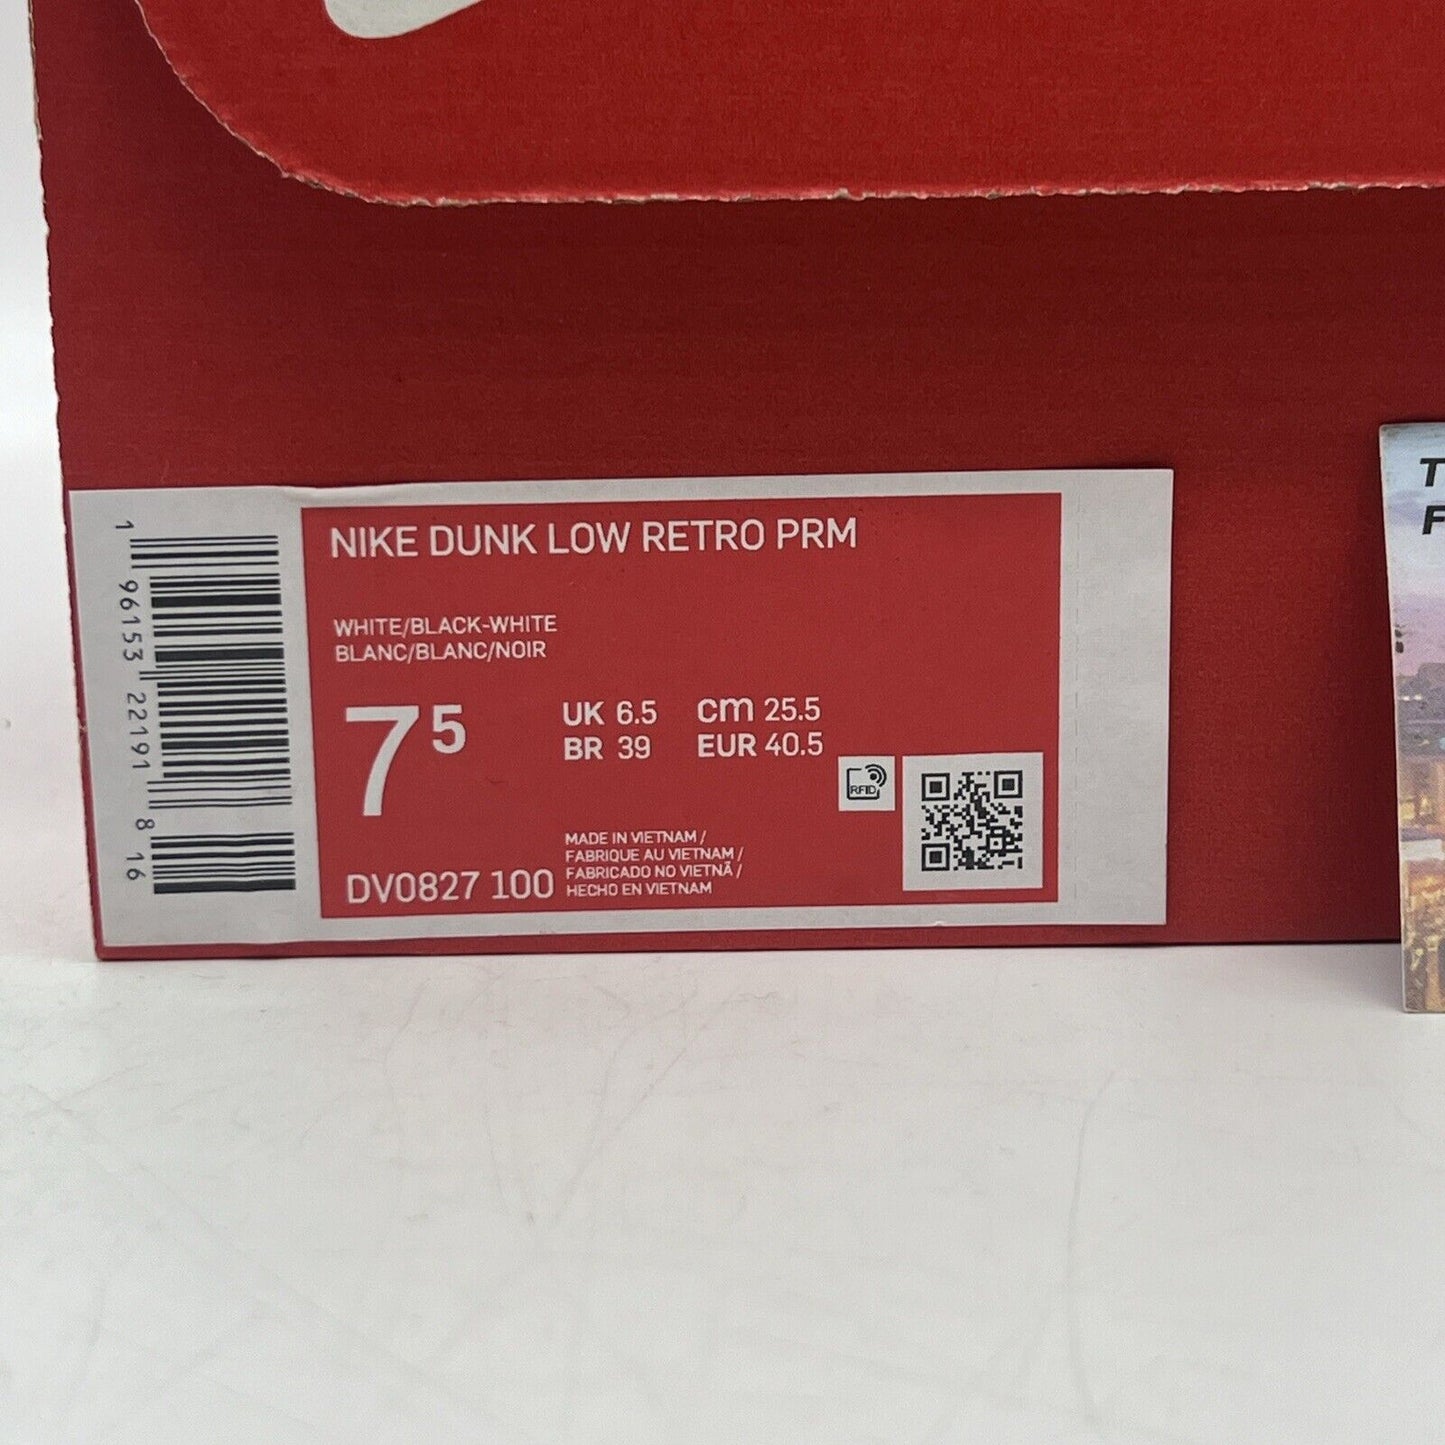 NIKE DUNK LOW RETRO PRM
WHITE/BLACK-WHITE
BLANC/BLANC/NOIR
7 5
UK 6.5 cm 25.5
BR 39 EUR 40.5
RFID
MADE IN VIETNAM /
FABRIQUE AU VIETNAM /
FABRICADO NO VIETNÃ /
HECHO EN VIETNAM
DV0827 100
1 96153 22191 8 16
T
F